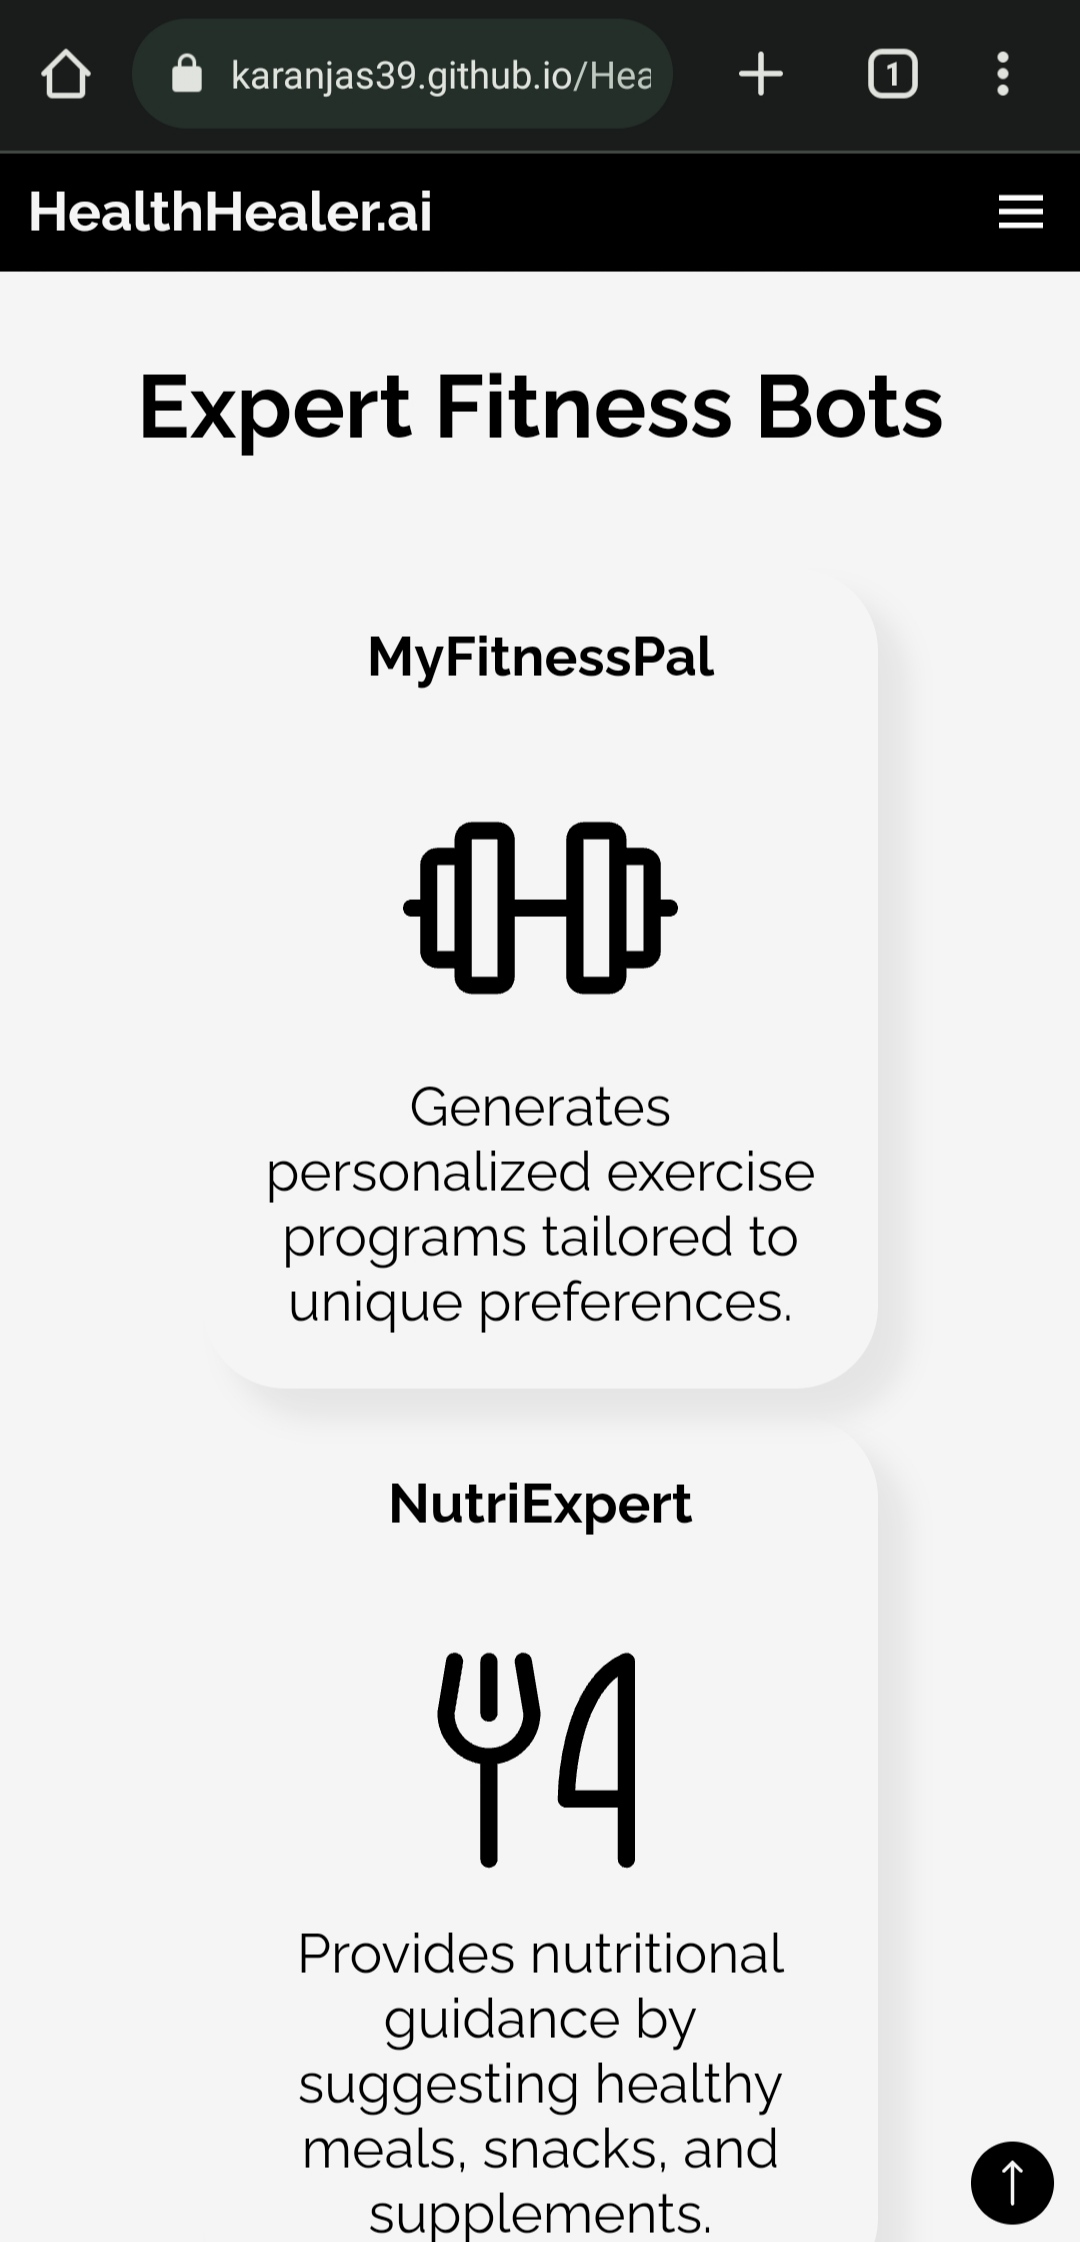 karanjas39.github.io/Hea
1
HealthHealer.ai
Expert Fitness Bots
MyFitnessPal
Generates
personalized exercise
programs tailored to
unique preferences.
NutriExpert
Provides nutritional
guidance by
suggesting healthy
meals, snacks, and
supplements.